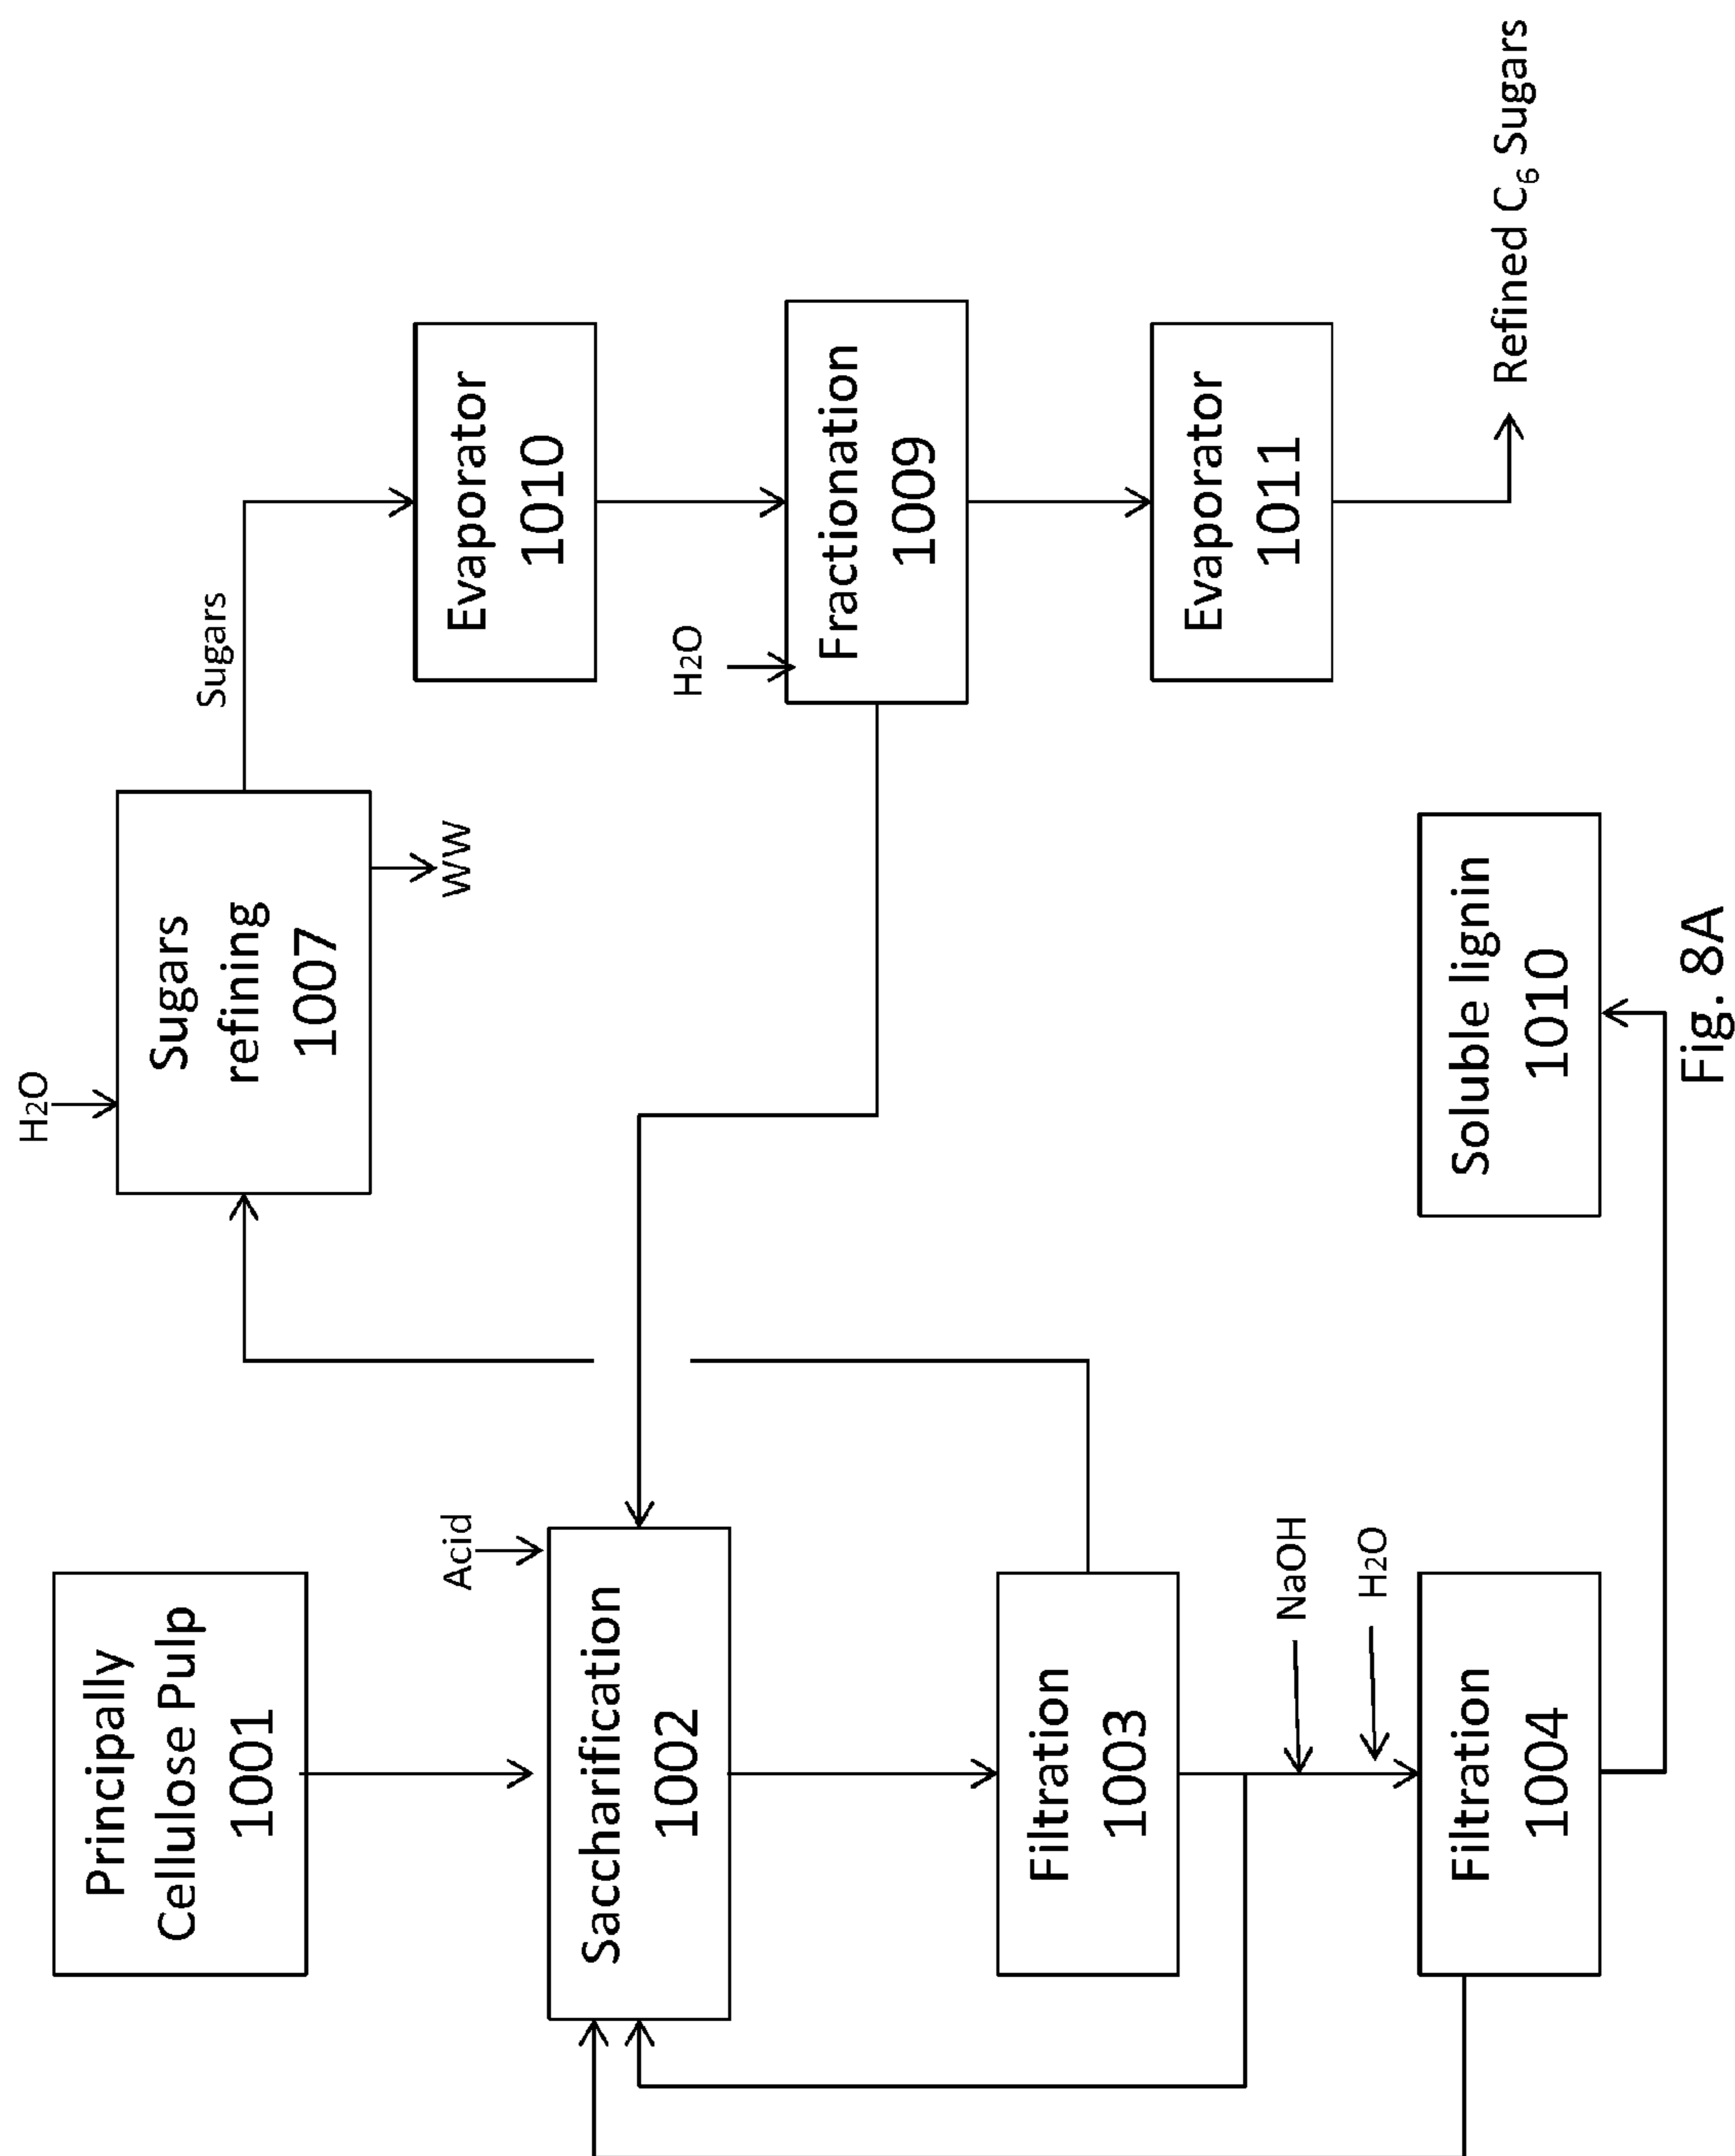 Principally
Cellulose Pulp
1001
Acid
Saccharification
1002
Filtration
1003
NaOH
H2O
Filtration
1004
H2O
Sugars
refining
1007
WW
Sugars
Evaporator
1010
H2O
Fractionation
1009
Evaporator
1011
Refined C6 Sugars
Soluble lignin
1010
Fig. 8A